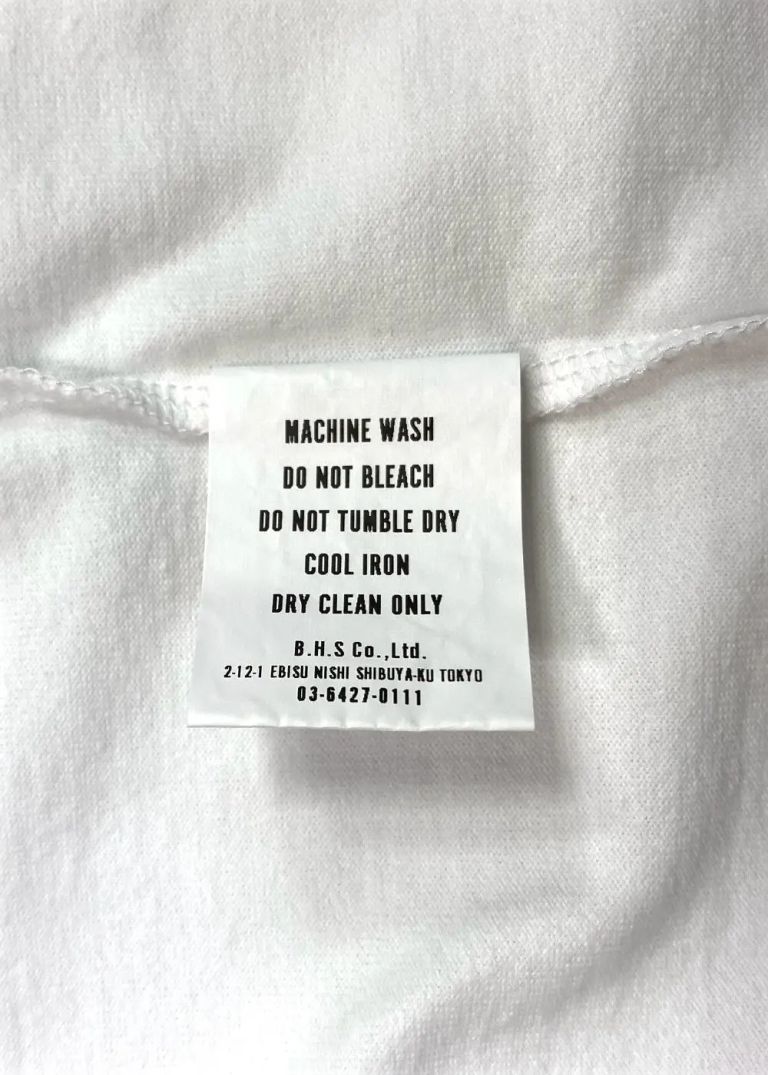 MACHINE WASH
DO NOT BLEACH
DO NOT TUMBLE DRY
COOL IRON
DRY CLEAN ONLY
B.H.S Co.,Ltd.
2-12-1 EBISU NISHI SHIBUYA-KU TOKYO
03-6427-0111